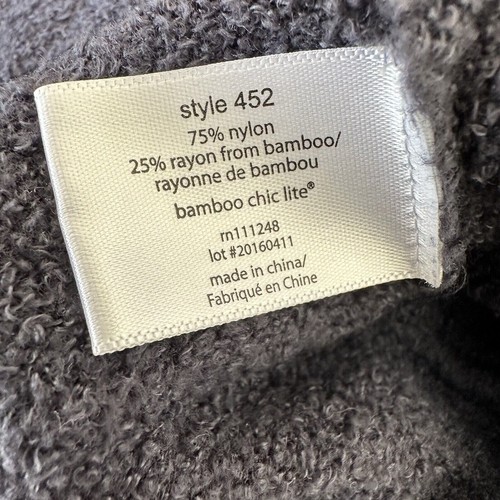 style 452
75% nylon
25% rayon from bamboo/
rayonne de bambou
bamboo chic lite®
rn111248
lot #20160411
made in china/
Fabriqué en Chine